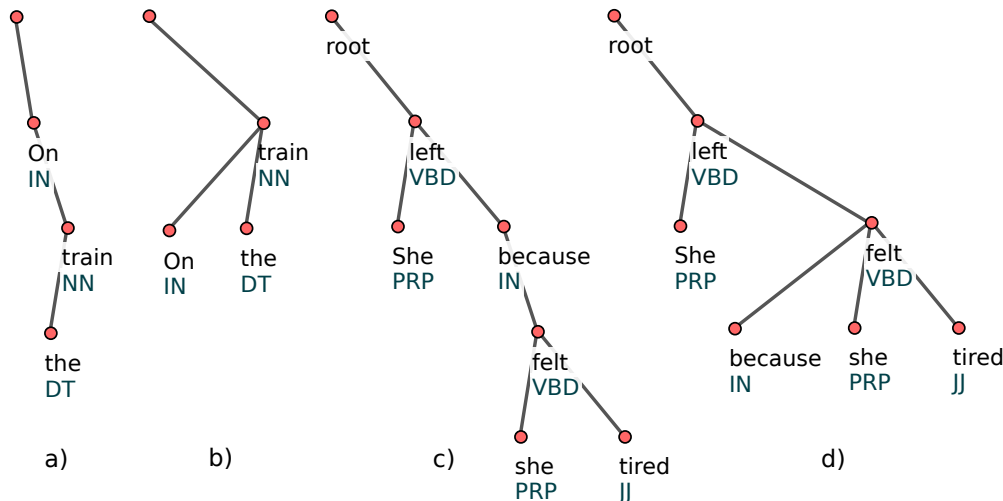 root
root
On
IN
train
NN
left
VBD
left
VBD
train
NN
the
DT
On
IN
the
DT
She
PRP
because
IN
She
PRP
felt
VBD
felt
VBD
because
IN
she
PRP
tired
JJ
she
PRP
tired
JJ
a)
b)
c)
d)